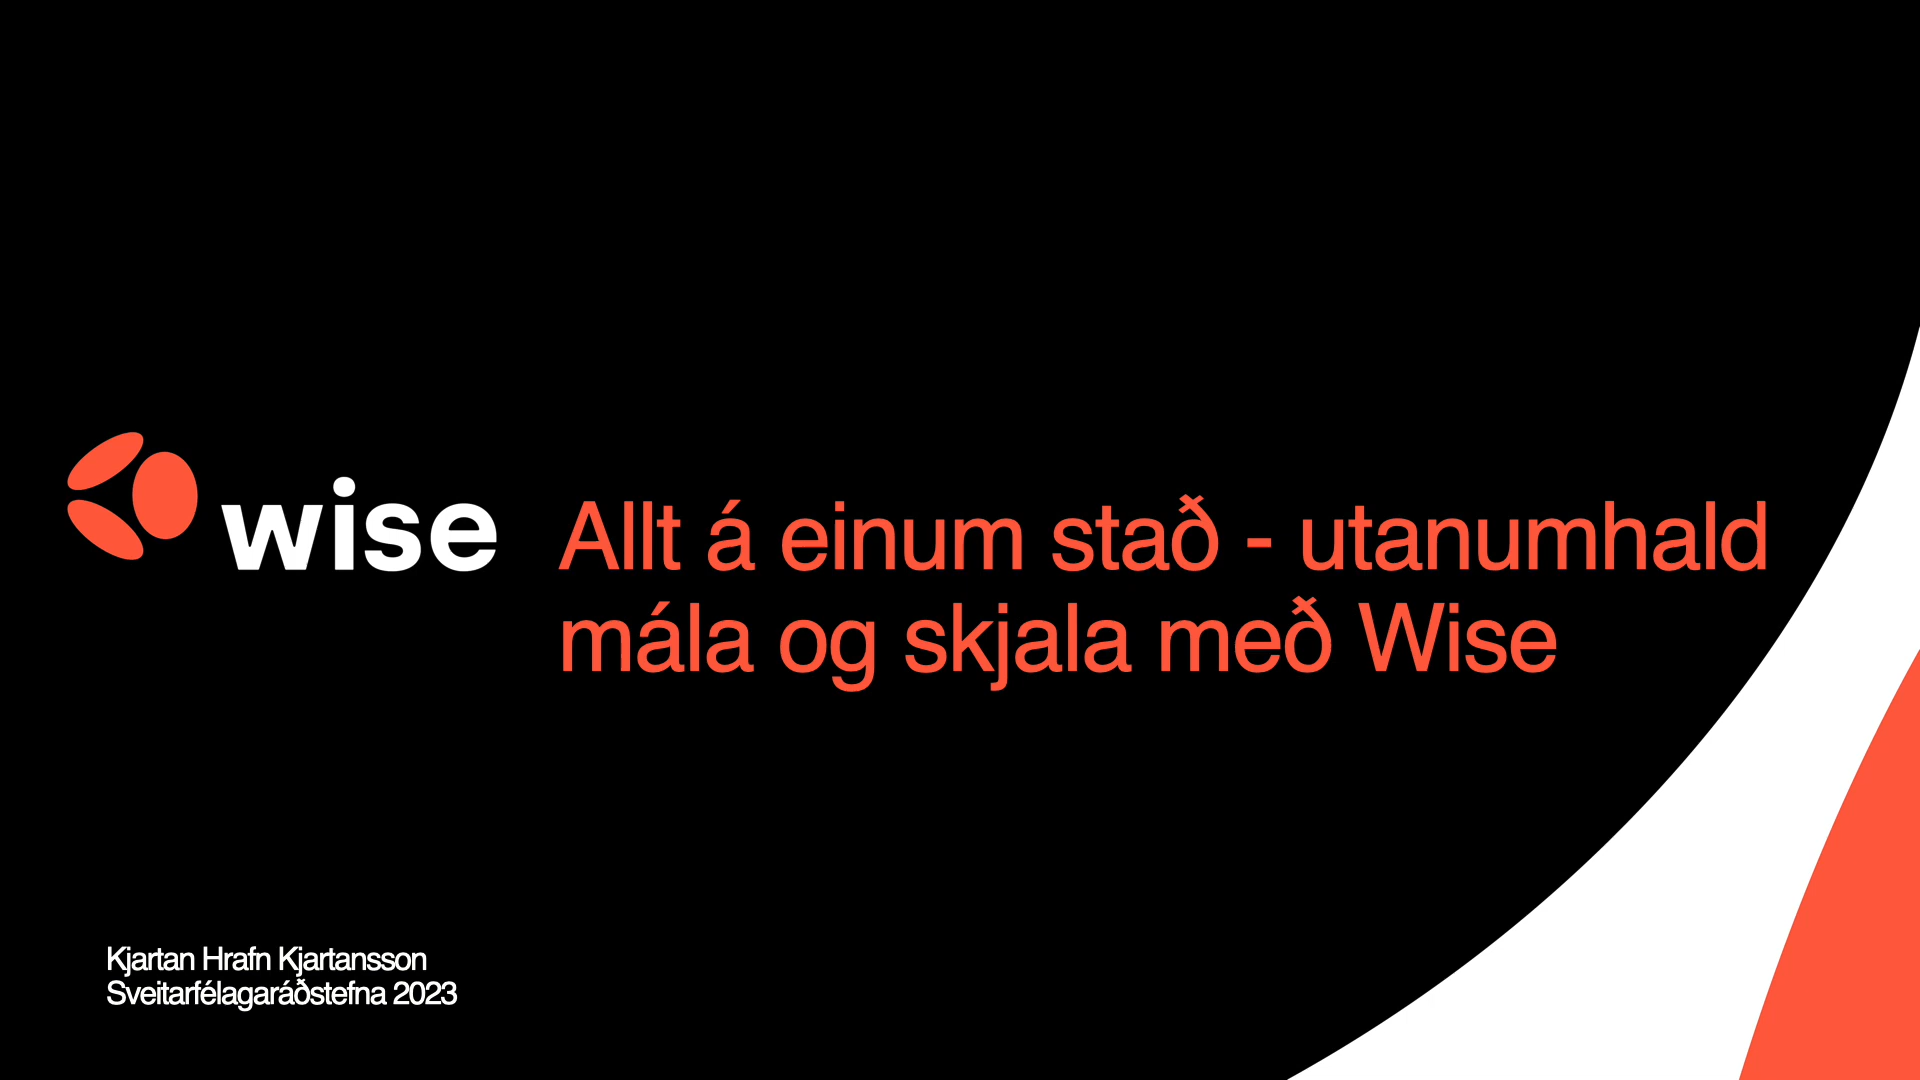 wise
Allt á einum stað - utanumhald
mála og skjala með Wise
Kjartan Hrafn Kjartansson
Sveitarfélagaráðstefna 2023